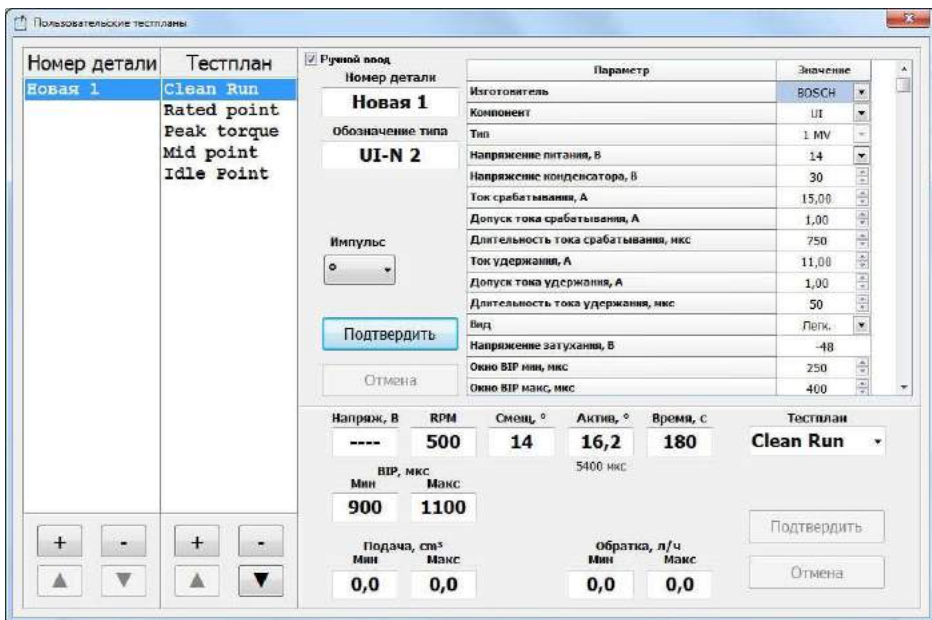 Пользовательские тестпланы
Номер детали Тестплан
Новая 1 Clean Run
Rated point
Peak torque
Mid point
Idle Point
+ - + -
▲ ▼ ▲ ▼
Ручной ввод
Номер детали
Новая 1
Обозначение типа
UI-N 2
Импульс
°
Подтвердить
Отмена
Параметр Значение
Изготовитель BOSCH
Компонент UI
Тип 1 MV
Напряжение питания, В 14
Напряжение конденсатора, В 30
Ток срабатывания, А 15,00
Допуск тока срабатывания, А 1,00
Длительность тока срабатывания, мкс 750
Ток удержания, А 11,00
Допуск тока удержания, А 1,00
Длительность тока удержания, мкс 50
Вид Легк.
Напряжение затухания, В -48
Окно BIP мин, мкс 250
Окно BIP макс, мкс 400
Напряж, В RPM Смещ, ° Актив, ° Время, с Тестплан
---- 500 14 16,2 180 Clean Run
5400 мкс
BIP, мкс
Мин Макс
900 1100
Подача, cm³ Обратка, л/ч
Мин Макс Мин Макс
0,0 0,0 0,0 0,0
Подтвердить
Отмена